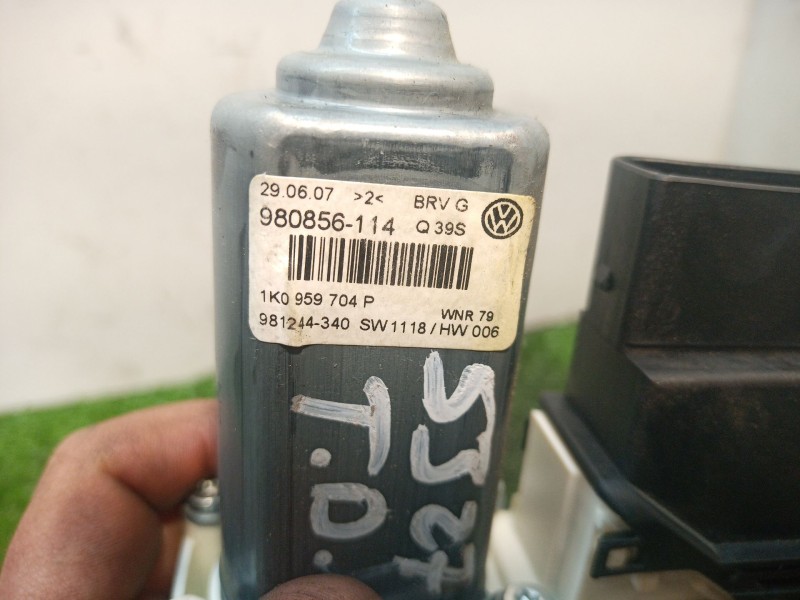 29.06.07 >2< BRV G
980856-114 Q 39S
1K0 959 704 P WNR 79
981244-340 SW1118/HW 006
T.D.